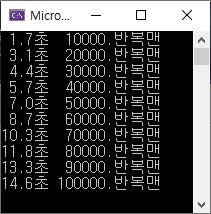 Micro...
1.7초 10000.반복맨
3.1초 20000.반복맨
4.4초 30000.반복맨
5.7초 40000.반복맨
7.0초 50000.반복맨
8.7초 60000.반복맨
10.3초 70000.반복맨
11.9초 80000.반복맨
13.3초 90000.반복맨
14.6초 100000.반복맨